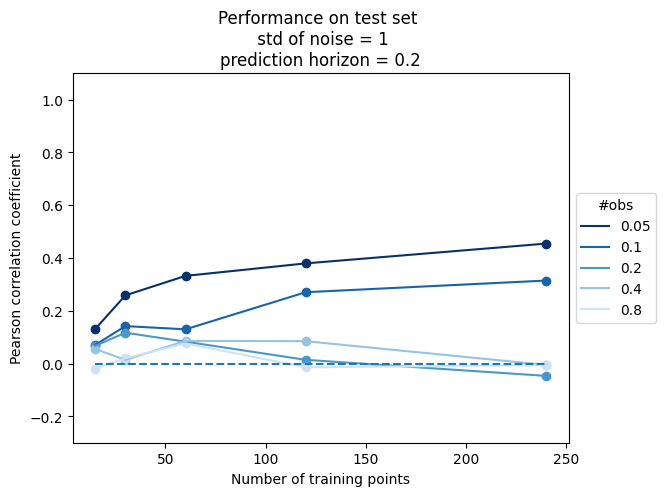 Performance on test set
std of noise = 1
prediction horizon = 0.2
Pearson correlation coefficient
1.0
0.8
0.6
0.4
0.2
0.0
−0.2
50
100
150
200
250
Number of training points
#obs
0.05
0.1
0.2
0.4
0.8